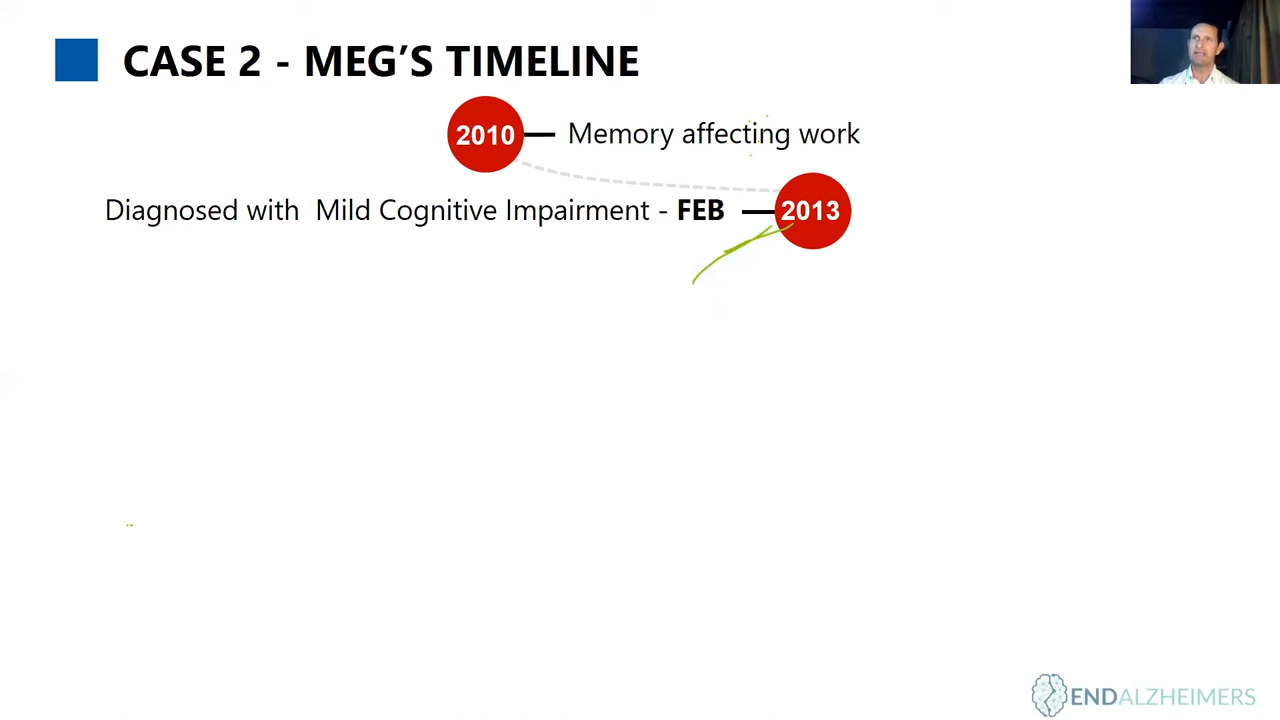 CASE 2 - MEG’S TIMELINE
2010 Memory affecting work
Diagnosed with Mild Cognitive Impairment - FEB 2013
ENDALZHEIMERS